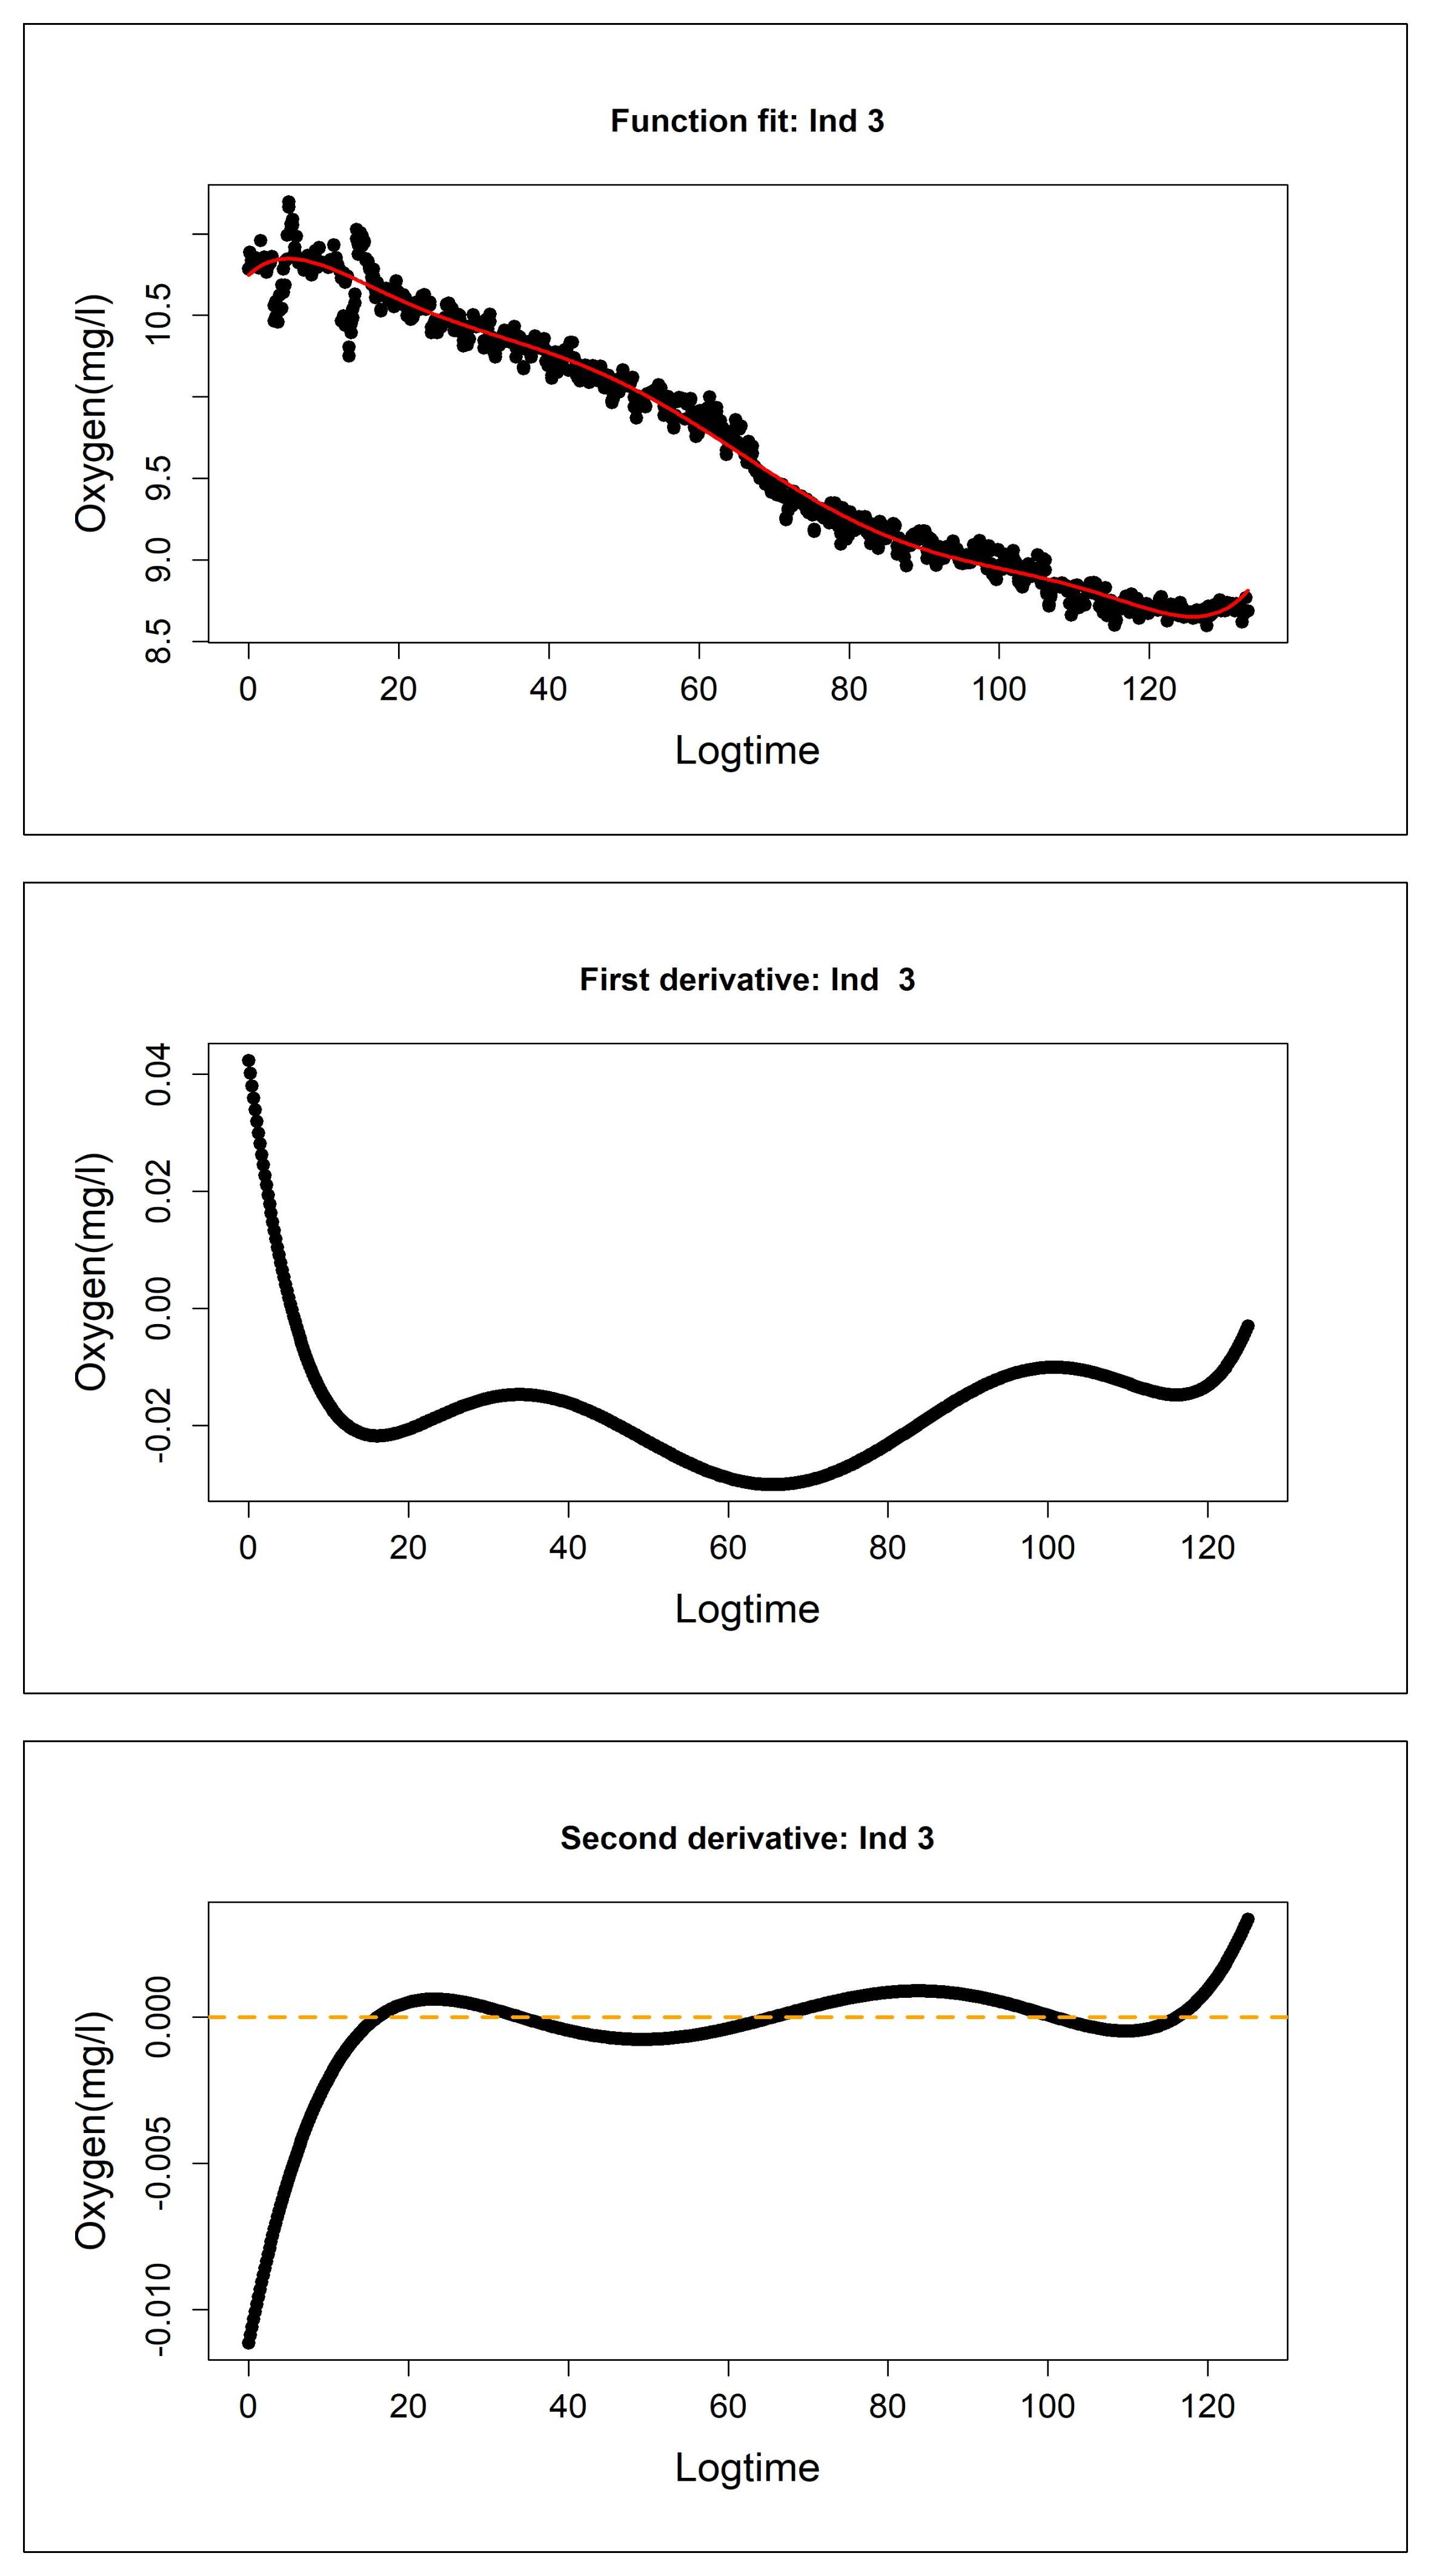 Function fit: Ind 3
Oxygen(mg/l)
10.5
9.5
9.0
8.5
0 20 40 60 80 100 120
Logtime
First derivative: Ind  3
Oxygen(mg/l)
0.04
0.02
0.00
-0.02
0 20 40 60 80 100 120
Logtime
Second derivative: Ind 3
Oxygen(mg/l)
0.000
-0.005
-0.010
0 20 40 60 80 100 120
Logtime